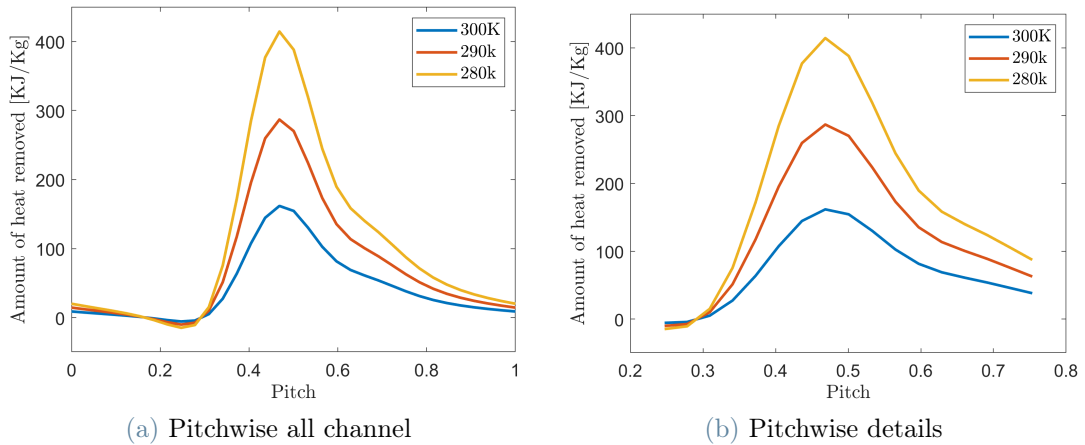 Amount of heat removed [KJ/Kg]
400
300
200
100
0
0
0.2
0.4
0.6
0.8
1
Pitch
300K
290k
280k
(a) Pitchwise all channel
Amount of heat removed [KJ/Kg]
400
300
200
100
0
0.2
0.3
0.4
0.5
0.6
0.7
0.8
Pitch
300K
290k
280k
(b) Pitchwise details